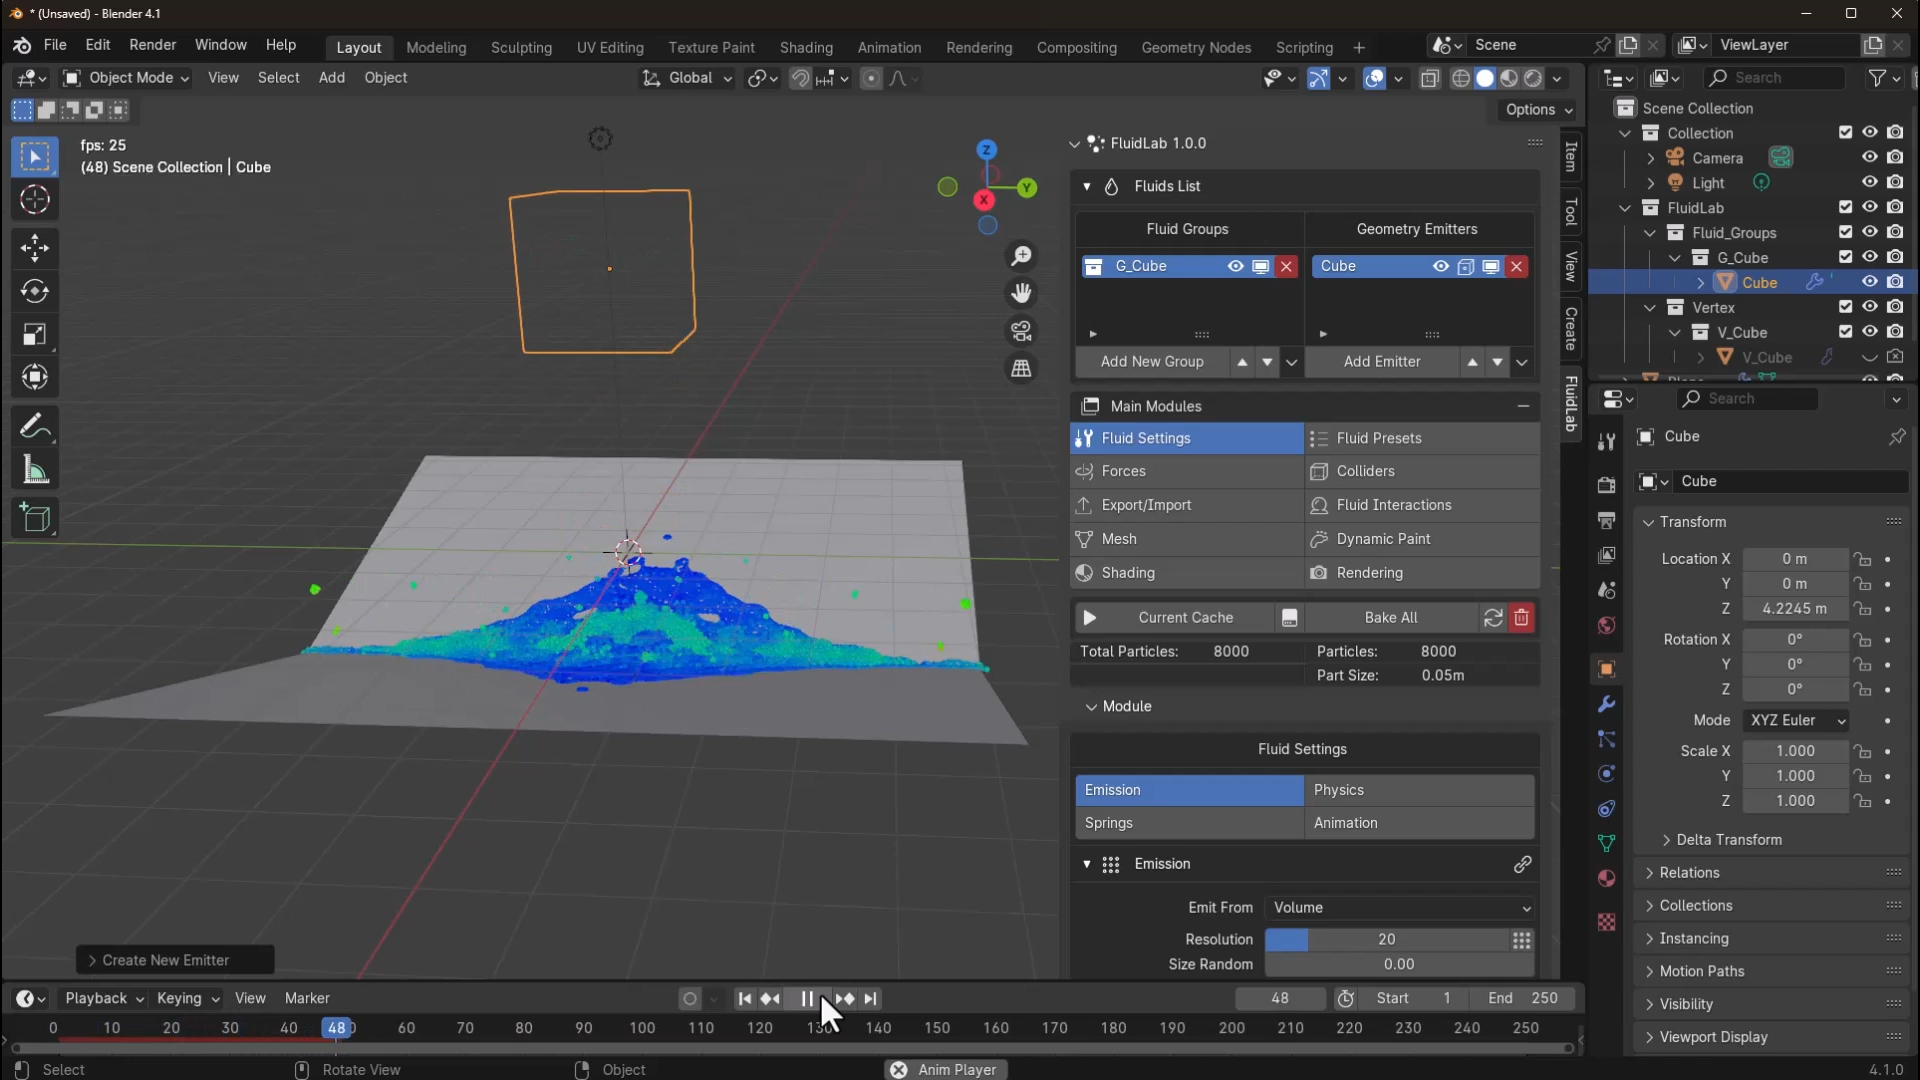 * (Unsaved) - Blender 4.1
File Edit Render Window Help Layout Modeling Sculpting UV Editing Texture Paint Shading Animation Rendering Compositing Geometry Nodes Scripting + Scene ViewLayer
Object Mode View Select Add Object Global Search
Options
fps: 25
(48) Scene Collection | Cube
Z
Y
X
FluidLab 1.0.0
Fluids List
Fluid Groups Geometry Emitters
G_Cube Cube
Add New Group Add Emitter
Main Modules
Fluid Settings Fluid Presets
Forces Colliders
Export/Import Fluid Interactions
Mesh Dynamic Paint
Shading Rendering
Current Cache Bake All
Total Particles: 8000 Particles: 8000
Part Size: 0.05m
Module
Fluid Settings
Emission Physics
Springs Animation
Emission
Emit From Volume
Resolution 20
Size Random 0.00
Item
Tool
View
Create
FluidLab
Scene Collection
Collection
Camera
Light
FluidLab
Fluid_Groups
G_Cube
Cube
Vertex
V_Cube
V_Cube
Search
Cube
Cube
Transform
Location X 0 m
Y 0 m
Z 4.2245 m
Rotation X 0°
Y 0°
Z 0°
Mode XYZ Euler
Scale X 1.000
Y 1.000
Z 1.000
Delta Transform
Relations
Collections
Instancing
Motion Paths
Visibility
Viewport Display
Create New Emitter
Playback Keying View Marker 48 Start 1 End 250
0 10 20 30 40 48 60 70 80 90 100 110 120 130 140 150 160 170 180 190 200 210 220 230 240 250
Select Rotate View Object Anim Player 4.1.0